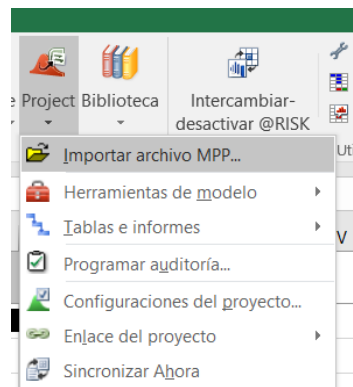 e Project Biblioteca Intercambiar-
desactivar @RISK
Uti
Importar archivo MPP...
Herramientas de modelo
Tablas e informes
V
Programar auditoría...
Configuraciones del proyecto...
Enlace del proyecto
Sincronizar Ahora